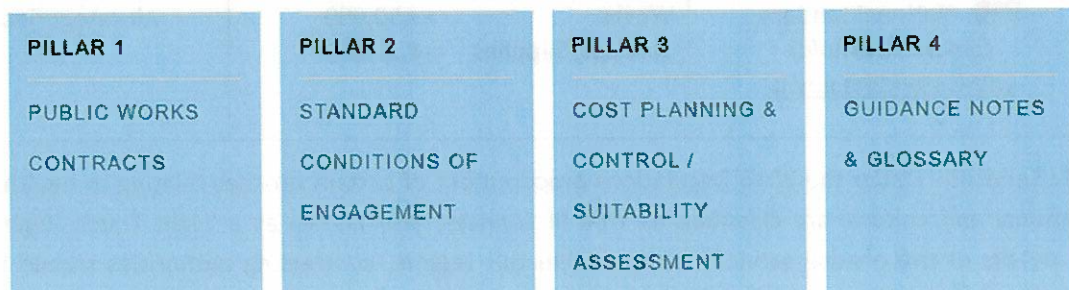 PILLAR 1
PUBLIC WORKS
CONTRACTS
PILLAR 2
STANDARD
CONDITIONS OF
ENGAGEMENT
PILLAR 3
COST PLANNING &
CONTROL /
SUITABILITY
ASSESSMENT
PILLAR 4
GUIDANCE NOTES
& GLOSSARY